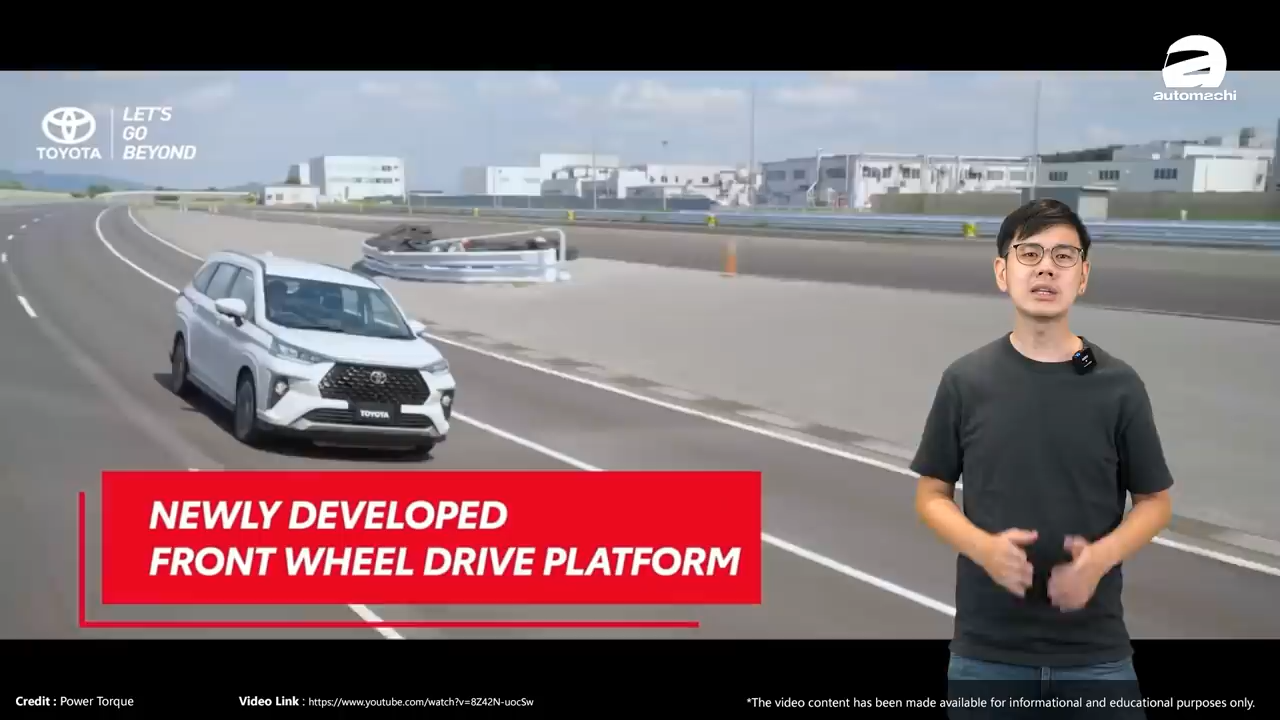 automachi
TOYOTA
LET'S
GO
BEYOND
TOYOTA
NEWLY DEVELOPED
FRONT WHEEL DRIVE PLATFORM
Credit : Power Torque
Video Link : https://www.youtube.com/watch?v=8Z42N-uocSw
*The video content has been made available for informational and educational purposes only.